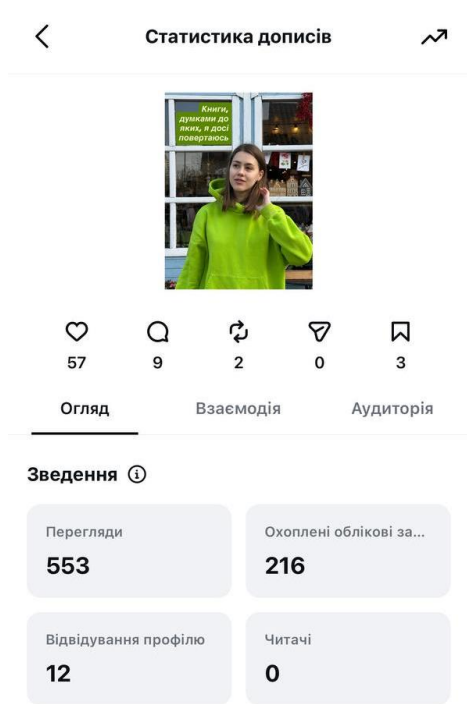 Статистика дописів
Книги,
думками до
яких, я досі
повертаюсь
57
9
2
0
3
Огляд
Взаємодія
Аудиторія
Зведення
Перегляди
553
Охоплені облікові за...
216
Відвідування профілю
12
Читачі
0